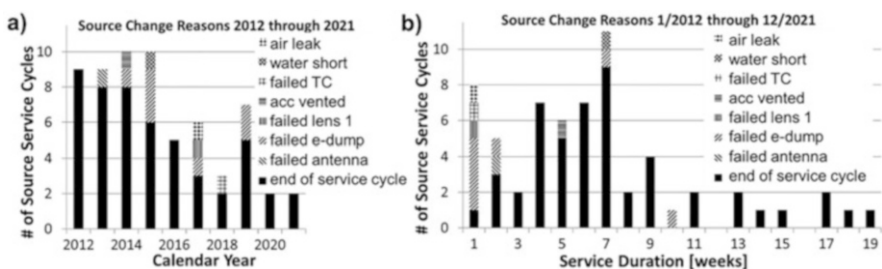 a)
Source Change Reasons 2012 through 2021
# of Source Service Cycles
10
8
6
4
2
0
air leak
water short
failed TC
acc vented
failed lens 1
failed e-dump
failed antenna
end of service cycle
2012 2014 2016 2018 2020
Calendar Year
b)
Source Change Reasons 1/2012 through 12/2021
# of Source Service Cycles
10
8
6
4
2
0
air leak
water short
failed TC
acc vented
failed lens 1
failed e-dump
failed antenna
end of service cycle
1 3 5 7 9 11 13 15 17 19
Service Duration [weeks]